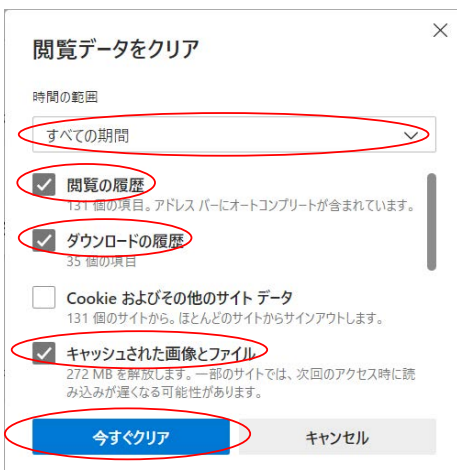 閲覧データをクリア
時間の範囲
すべての期間
閲覧の履歴
131 個の項目。アドレス バーにオートコンプリートが含まれています。
ダウンロードの履歴
35 個の項目
Cookie およびその他のサイト データ
131 個のサイトから。ほとんどのサイトからサインアウトします。
キャッシュされた画像とファイル
272 MB を解放します。一部のサイトでは、次回のアクセス時に読
み込みが遅くなる可能性があります。
今すぐクリア
キャンセル